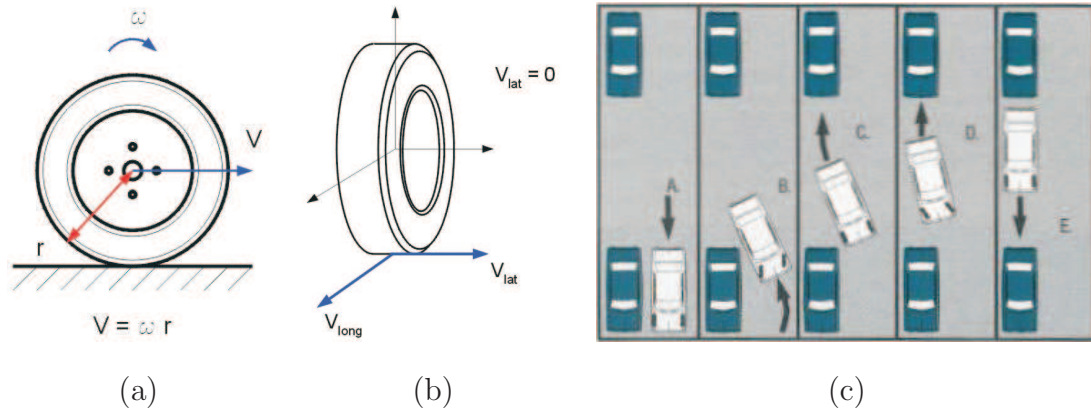 ω
V
r
V = ω r
(a)
V_lat = 0
V_lat
V_long
(b)
A.
B.
C.
D.
E.
(c)